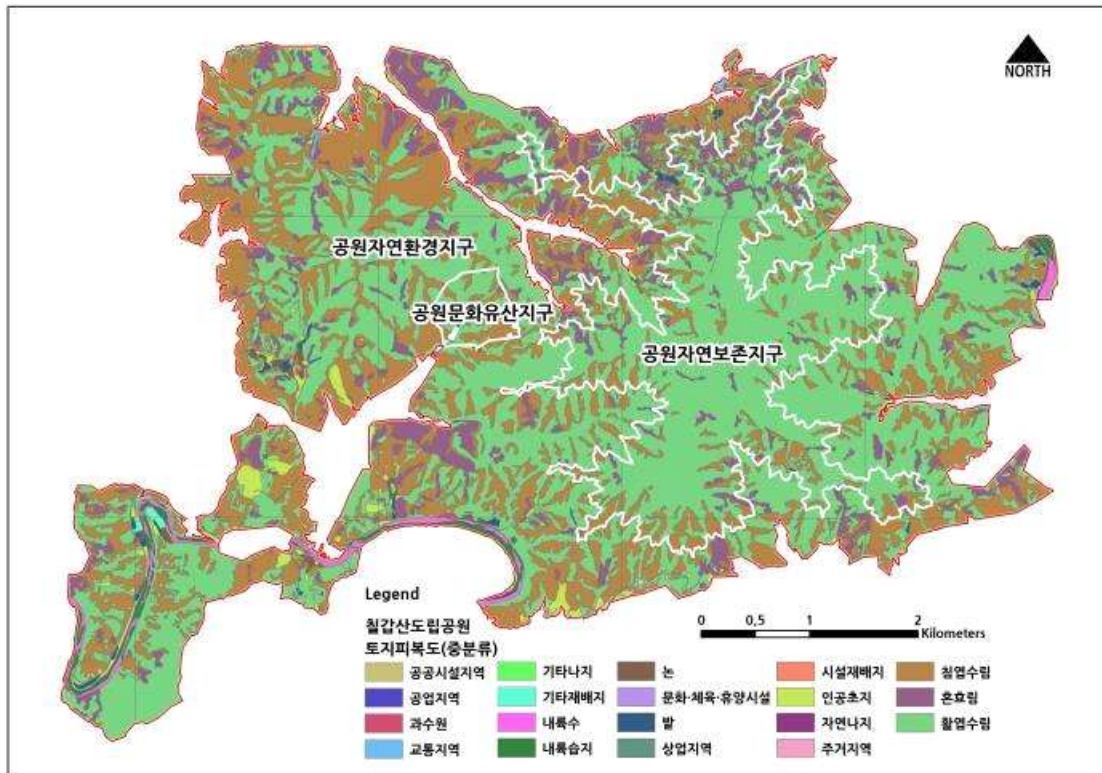 NORTH
공원자연환경지구
공원문화유산지구
공원자연보존지구
Legend
칠갑산도립공원
토지피복도(중분류)
0 0,5 1 2
Kilometers
공공시설지역 기타나지 논 시설재배지 침엽수림
공업지역 기타재배지 문화·체육·휴양시설 인공초지 혼효림
과수원 내륙수 밭 자연나지 활엽수림
교통지역 내륙습지 상업지역 주거지역